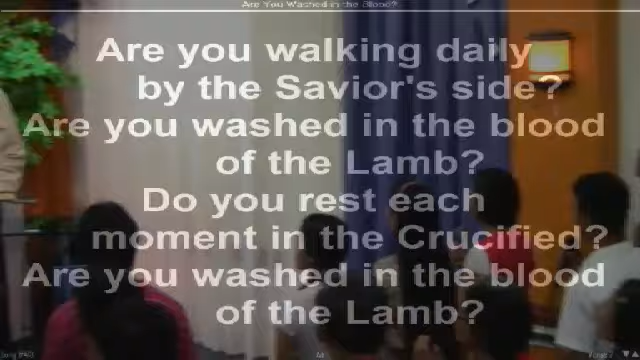 Are You Washed in the Blood?
Are you walking daily
by the Savior's side?
Are you washed in the blood
of the Lamb?
Do you rest each
moment in the Crucified?
Are you washed in the blood
of the Lamb?